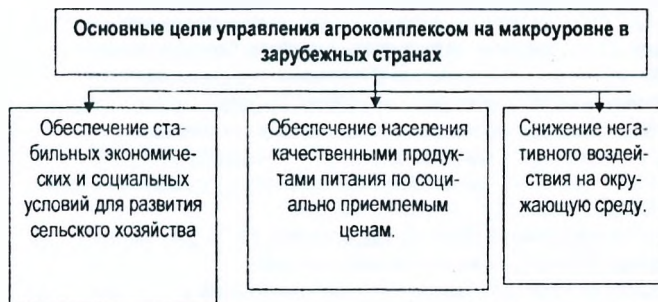 Основные цели управления агрокомплексом на макроуровне в
зарубежных странах
Обеспечение ста-
бильных экономиче-
ских и социальных
условий для развития
сельского хозяйства
Обеспечение населения
качественными продук-
тами питания по соци-
ально приемлемым
ценам.
Снижение нега-
тивного воздей-
ствия на окру-
жающую среду.